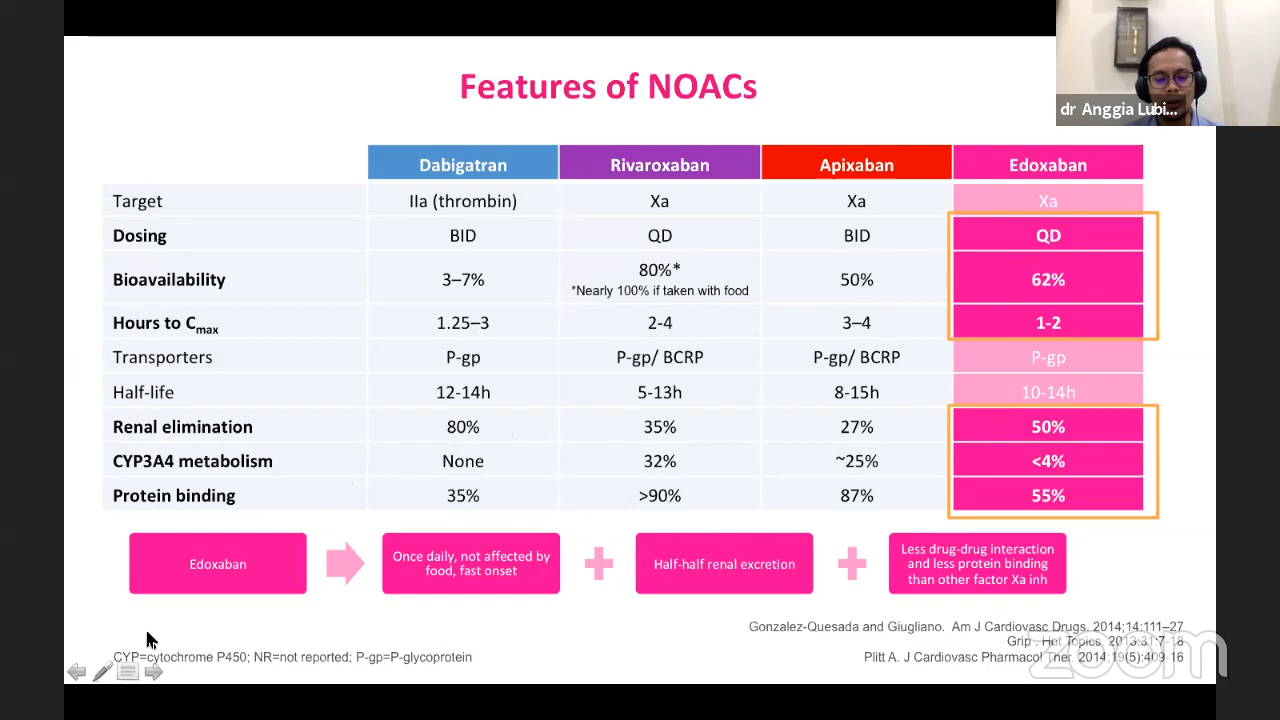 Features of NOACs
dr Anggia Lubi...
Dabigatran Rivaroxaban Apixaban Edoxaban
Target IIa (thrombin) Xa Xa Xa
Dosing BID QD BID QD
Bioavailability 3–7% 80%* 50% 62%
*Nearly 100% if taken with food
Hours to Cmax 1.25–3 2-4 3–4 1-2
Transporters P-gp P-gp/ BCRP P-gp/ BCRP P-gp
Half-life 12-14h 5-13h 8-15h 10-14h
Renal elimination 80% 35% 27% 50%
CYP3A4 metabolism None 32% ~25% <4%
Protein binding 35% >90% 87% 55%
Edoxaban
Once daily, not affected by
food, fast onset
Half-half renal excretion
Less drug-drug interaction
and less protein binding
than other factor Xa inh
Gonzalez-Quesada and Giugliano. Am J Cardiovasc Drugs. 2014;14:111–27
Grip . Hot Topics. 2013:31:7-18
Plitt A. J Cardiovasc Pharmacol Ther. 2014;19(5):409-16
CYP=cytochrome P450; NR=not reported; P-gp=P-glycoprotein
zoom